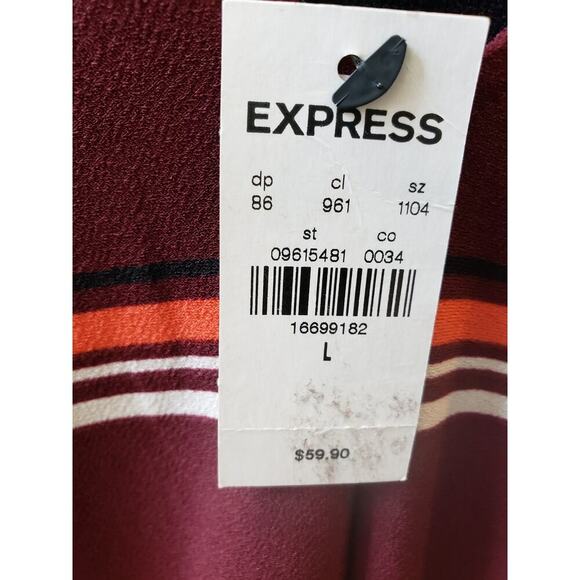 EXPRESS
dp cl sz
86 961 1104
st co
09615481 0034
16699182
L
$59.90